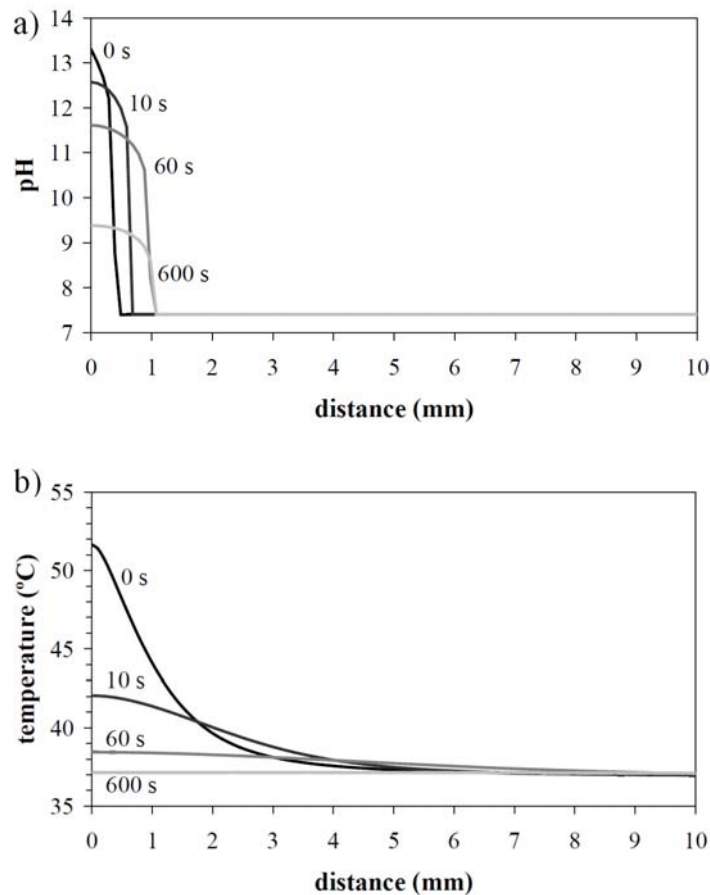 a)
14
13
12
11
10
9
8
7
pH
0 s
10 s
60 s
600 s
0 1 2 3 4 5 6 7 8 9 10
distance (mm)
b)
55
50
45
40
35
temperature (ºC)
0 s
10 s
60 s
600 s
0 1 2 3 4 5 6 7 8 9 10
distance (mm)